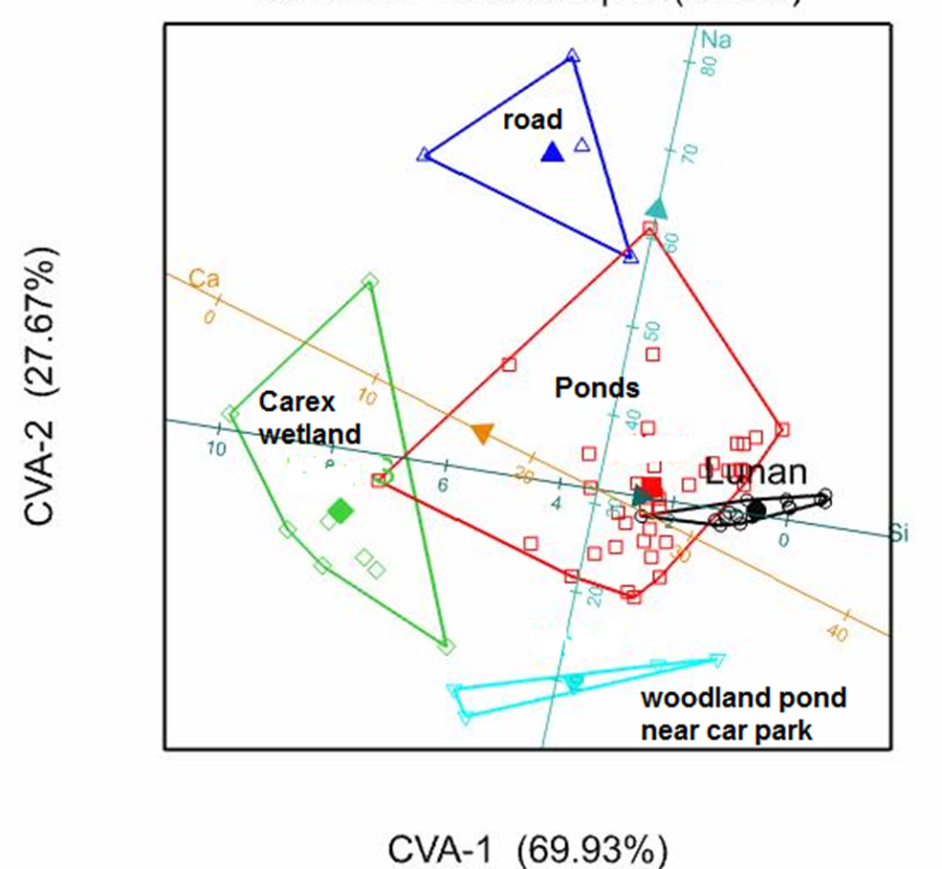 Na
80
road
70
60
Ca
0
50
10
Ponds
Carex
wetland
40
10
Lunan
6
20
4
Si
0
30
20
40
woodland pond
near car park
CVA-2 (27.67%)
CVA-1 (69.93%)